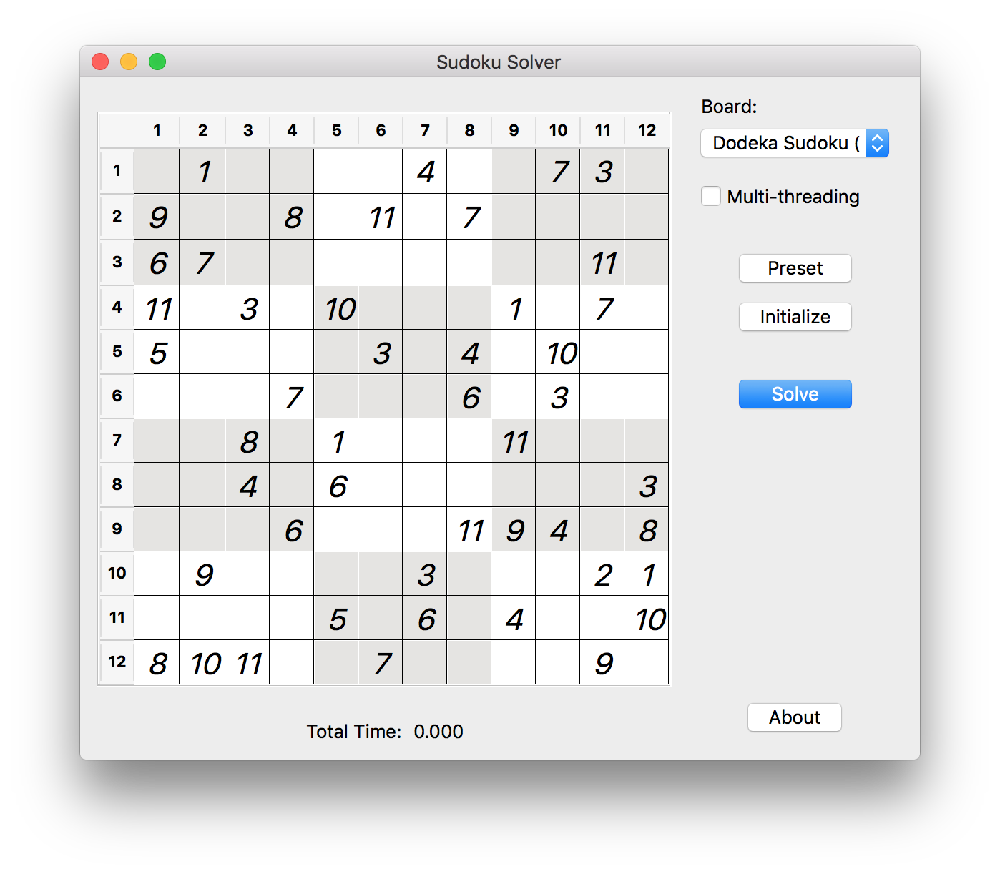 Sudoku Solver
Board:
Dodeka Sudoku (
Multi-threading
Preset
Initialize
Solve
About
1 2 3 4 5 6 7 8 9 10 11 12
1 1 4 7 3
2 9 8 11 7
3 6 7 11
4 11 3 10 1 7
5 5 3 4 10
6 7 6 3
7 8 1 11
8 4 6 3
9 6 11 9 4 8
10 9 3 2 1
11 5 6 4 10
12 8 10 11 7 9
Total Time: 0.000